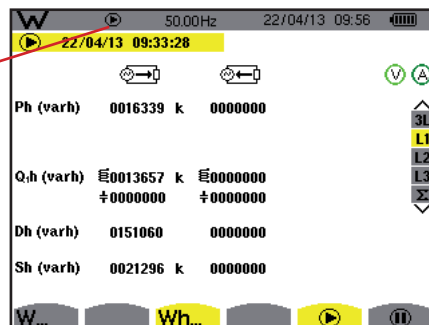 W 50.00Hz 22/04/13 09:56
22/04/13 09:33:28
V A
Ph (varh) 0016339 k 0000000
3L
L1
L2
Q₁h (varh) 0013657 k 0000000
L3
÷0000000 ÷0000000
Σ
Dh (varh) 0151060 0000000
Sh (varh) 0021296 k 0000000
W... Wh...